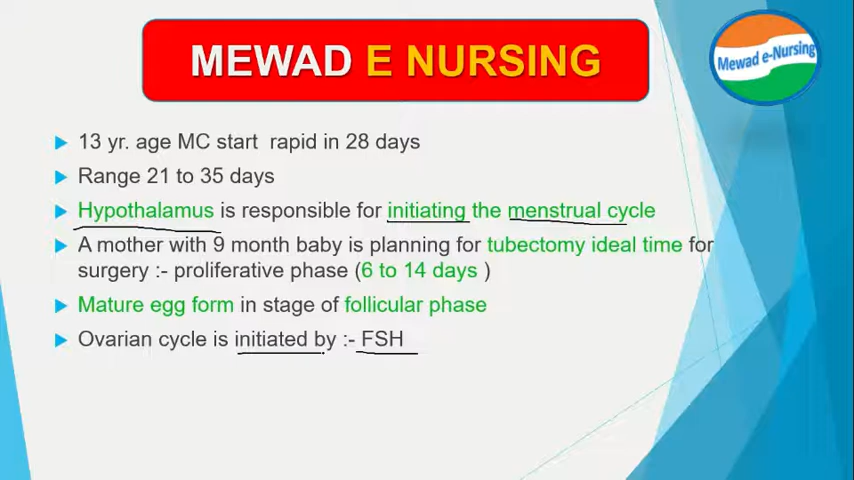 MEWAD E NURSING
Mewad e-Nursing
13 yr. age MC start rapid in 28 days
Range 21 to 35 days
Hypothalamus is responsible for initiating the menstrual cycle
A mother with 9 month baby is planning for tubectomy ideal time for
surgery :- proliferative phase (6 to 14 days )
Mature egg form in stage of follicular phase
Ovarian cycle is initiated by :- FSH